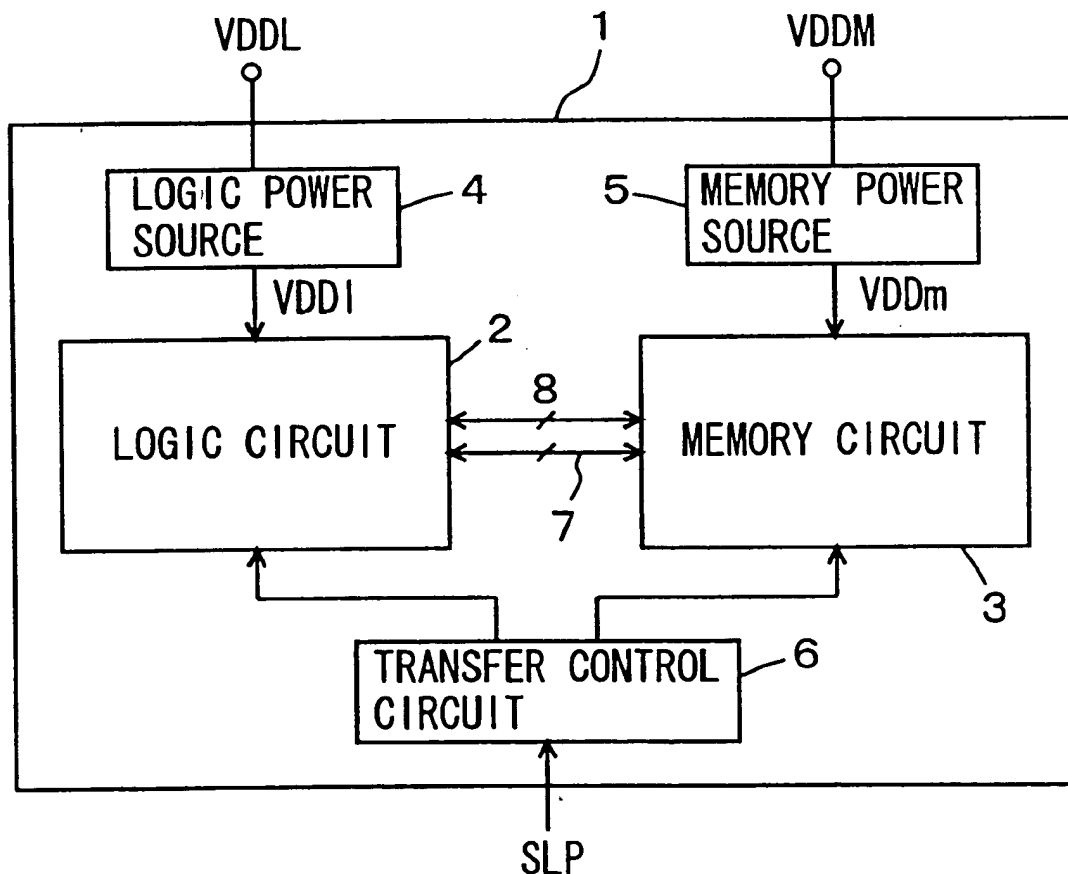 1
VDDL
VDDM
LOGIC POWER
SOURCE
4
5
MEMORY POWER
SOURCE
VDDl
VDDm
2
8
LOGIC CIRCUIT
MEMORY CIRCUIT
7
3
TRANSFER CONTROL
CIRCUIT
6
SLP